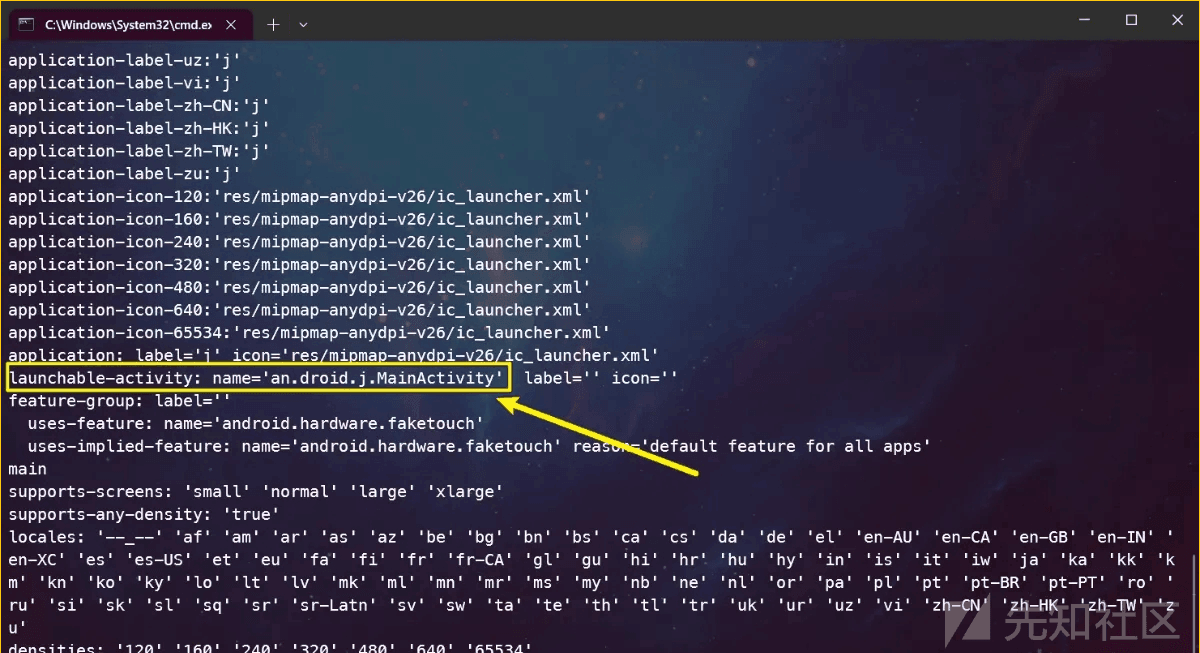 C:\Windows\System32\cmd.ex
application-label-uz:'j'
application-label-vi:'j'
application-label-zh-CN:'j'
application-label-zh-HK:'j'
application-label-zh-TW:'j'
application-label-zu:'j'
application-icon-120:'res/mipmap-anydpi-v26/ic_launcher.xml'
application-icon-160:'res/mipmap-anydpi-v26/ic_launcher.xml'
application-icon-240:'res/mipmap-anydpi-v26/ic_launcher.xml'
application-icon-320:'res/mipmap-anydpi-v26/ic_launcher.xml'
application-icon-480:'res/mipmap-anydpi-v26/ic_launcher.xml'
application-icon-640:'res/mipmap-anydpi-v26/ic_launcher.xml'
application-icon-65534:'res/mipmap-anydpi-v26/ic_launcher.xml'
application: label='j' icon='res/mipmap-anydpi-v26/ic_launcher.xml'
launchable-activity: name='an.droid.j.MainActivity'  label='' icon=''
feature-group: label=''
  uses-feature: name='android.hardware.faketouch'
  uses-implied-feature: name='android.hardware.faketouch' reason='default feature for all apps'
main
supports-screens: 'small' 'normal' 'large' 'xlarge'
supports-any-density: 'true'
locales: '--_--' 'af' 'am' 'ar' 'as' 'az' 'be' 'bg' 'bn' 'bs' 'ca' 'cs' 'da' 'de' 'el' 'en-AU' 'en-CA' 'en-GB' 'en-IN' '
en-XC' 'es' 'es-US' 'et' 'eu' 'fa' 'fi' 'fr' 'fr-CA' 'gl' 'gu' 'hi' 'hr' 'hu' 'hy' 'in' 'is' 'it' 'iw' 'ja' 'ka' 'kk' 'k
m' 'kn' 'ko' 'ky' 'lo' 'lt' 'lv' 'mk' 'ml' 'mn' 'mr' 'ms' 'my' 'nb' 'ne' 'nl' 'or' 'pa' 'pl' 'pt' 'pt-BR' 'pt-PT' 'ro' '
ru' 'si' 'sk' 'sl' 'sq' 'sr' 'sr-Latn' 'sv' 'sw' 'ta' 'te' 'th' 'tl' 'tr' 'uk' 'ur' 'uz' 'vi' 'zh-CN' 'zh-HK' 'zh-TW' 'z
u'
densities: '120' '160' '240' '320' '480' '640' '65534'
先知社区